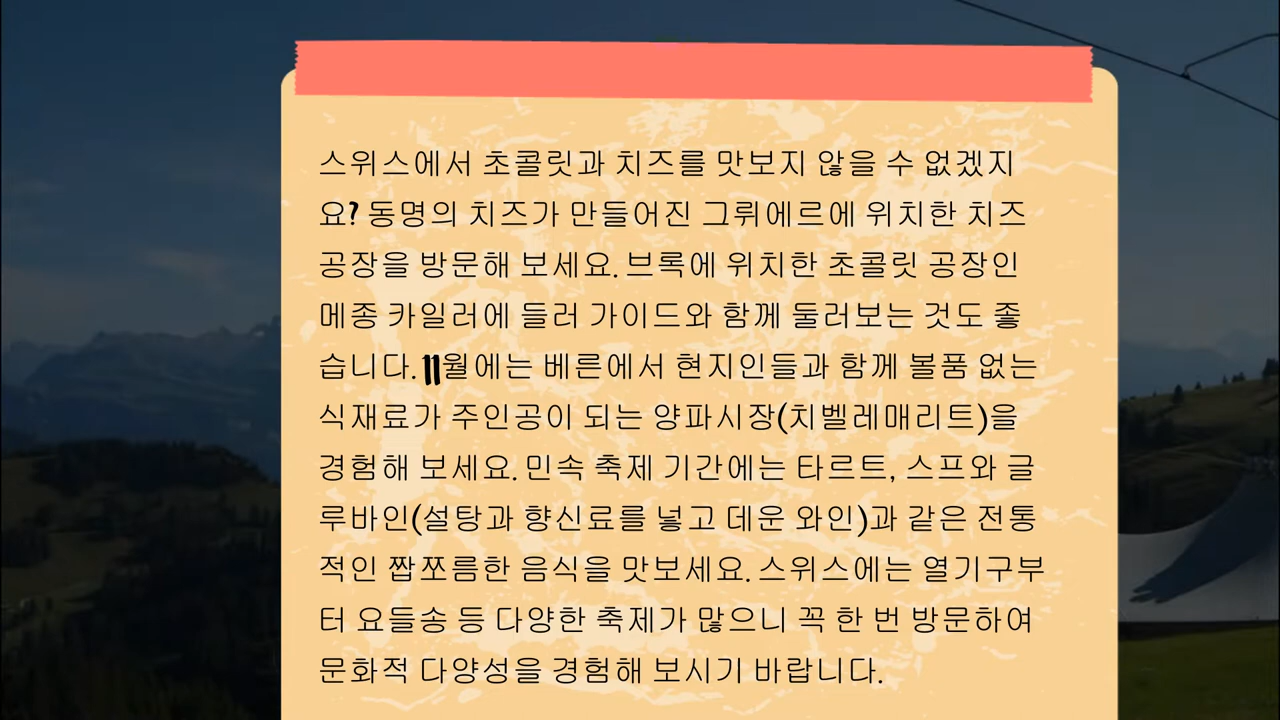 스위스에서 초콜릿과 치즈를 맛보지 않을 수 없겠지
요? 동명의 치즈가 만들어진 그뤼에르에 위치한 치즈
공장을 방문해 보세요. 브록에 위치한 초콜릿 공장인
메종 카일러에 들러 가이드와 함께 둘러보는 것도 좋
습니다. 11월에는 베른에서 현지인들과 함께 볼품 없는
식재료가 주인공이 되는 양파시장(치벨레매리트)을
경험해 보세요. 민속 축제 기간에는 타르트, 스프와 글
루바인(설탕과 향신료를 넣고 데운 와인)과 같은 전통
적인 짭쪼름한 음식을 맛보세요. 스위스에는 열기구부
터 요들송 등 다양한 축제가 많으니 꼭 한 번 방문하여
문화적 다양성을 경험해 보시기 바랍니다.